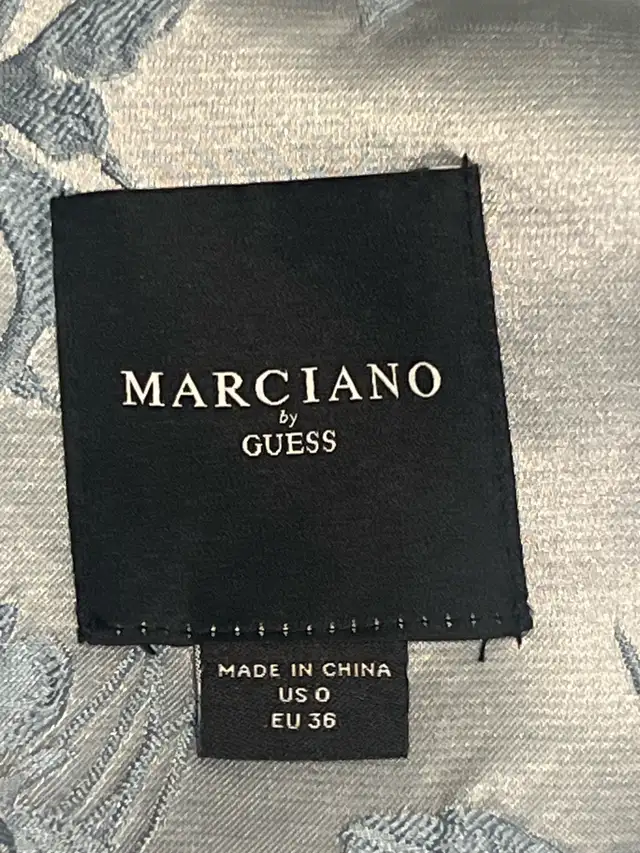 MARCIANO
by
GUESS
MADE IN CHINA
US 0
EU 36